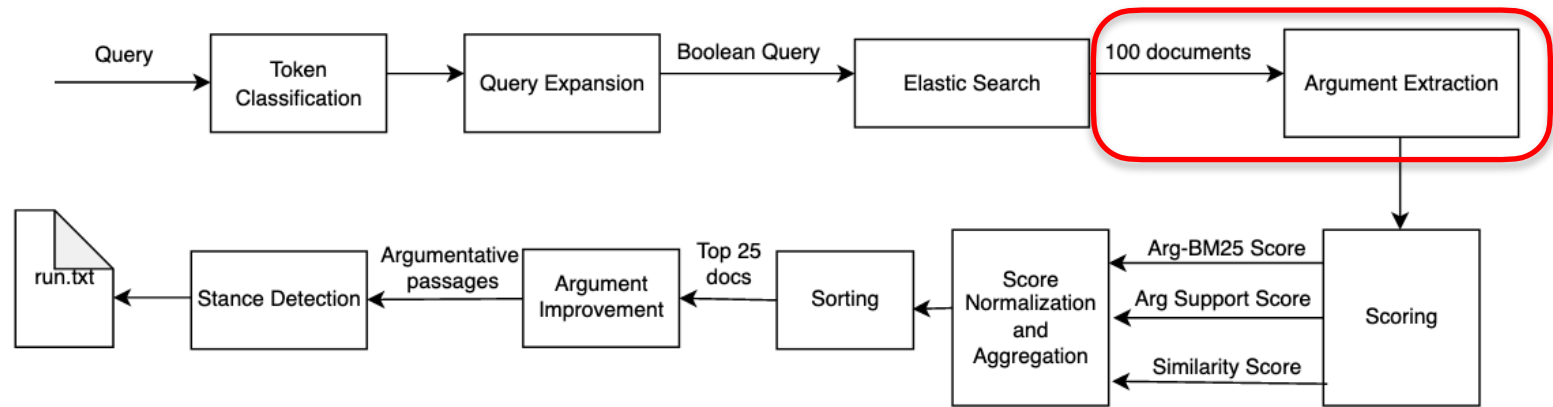 Query
Token
Classification
Query Expansion
Boolean Query
Elastic Search
100 documents
Argument Extraction
run.txt
Stance Detection
Argumentative
passages
Argument
Improvement
Top 25
docs
Sorting
Score
Normalization
and
Aggregation
Arg-BM25 Score
Arg Support Score
Similarity Score
Scoring